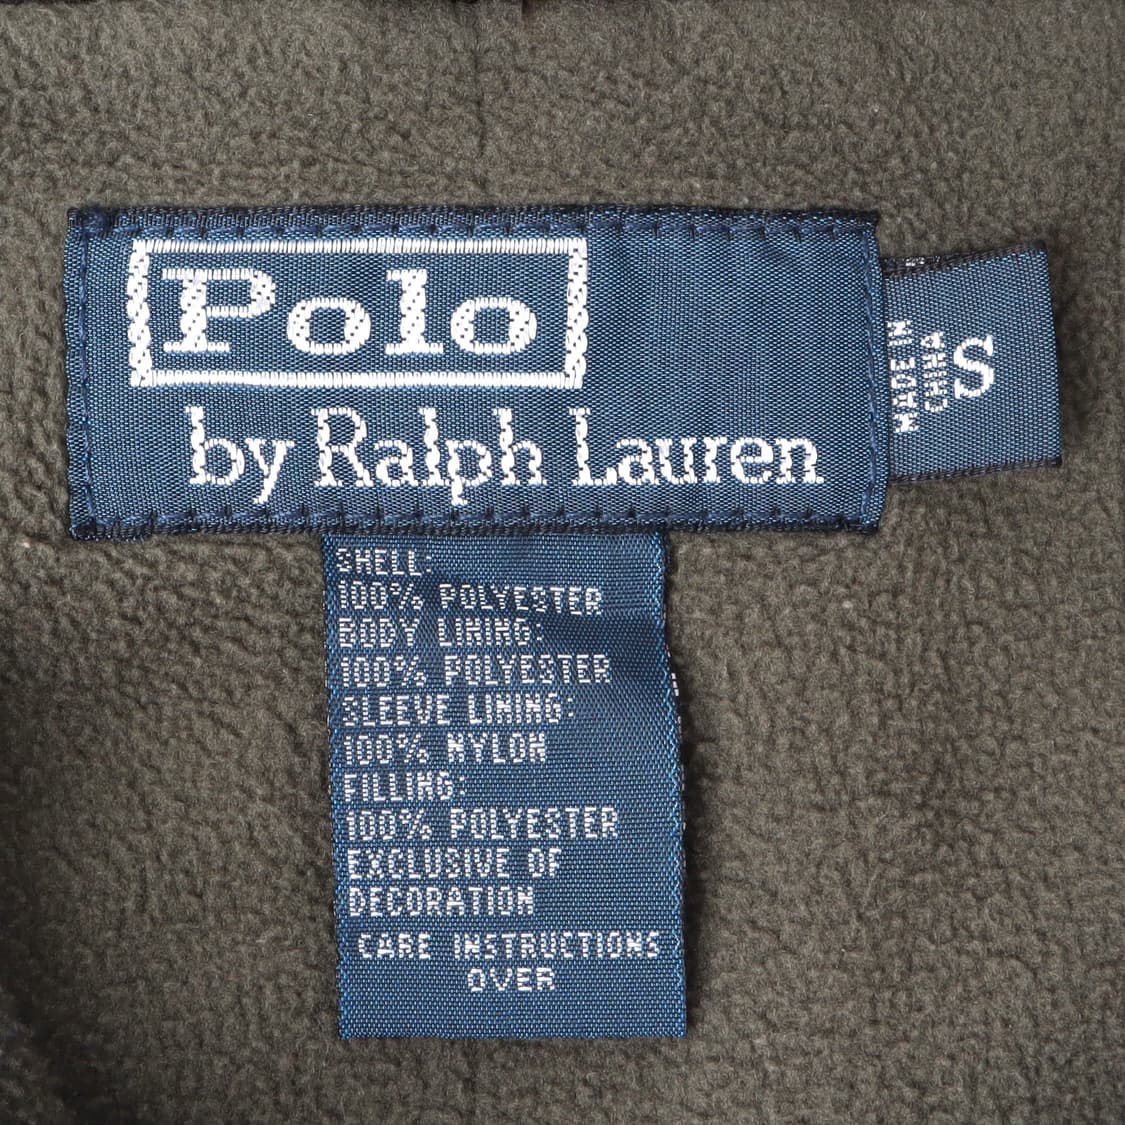 Polo
by Ralph Lauren
MADE IN
CHINA
S
SHELL:
100% POLYESTER
BODY LINING:
100% POLYESTER
SLEEVE LINING:
100% NYLON
FILLING:
100% POLYESTER
EXCLUSIVE OF
DECORATION
CARE INSTRUCTIONS
OVER